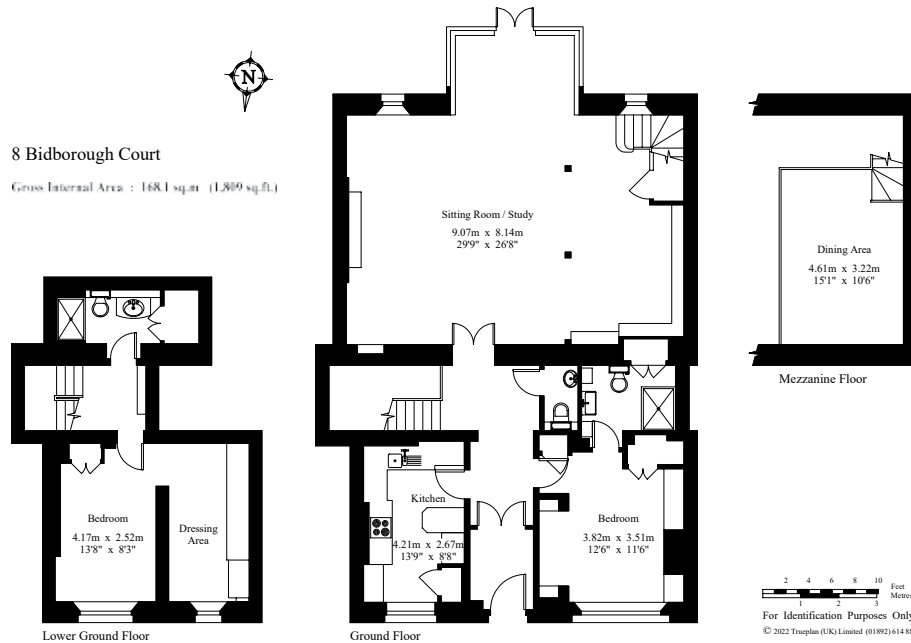 N
8 Bidborough Court
Gross Internal Area : 168.1 sq.m (1,809 sq.ft.)
Sitting Room / Study
9.07m x 8.14m
29'9" x 26'8"
Dining Area
4.61m x 3.22m
15'1" x 10'6"
Mezzanine Floor
Bedroom
4.17m x 2.52m
13'8" x 8'3"
Dressing
Area
Lower Ground Floor
Kitchen
4.21m x 2.67m
13'9" x 8'8"
Bedroom
3.82m x 3.51m
12'6" x 11'6"
Ground Floor
2 4 6 8 10 Feet
1 2 3 Metres
For Identification Purposes Only
© 2022 Trueplan (UK) Limited (01892) 614 88